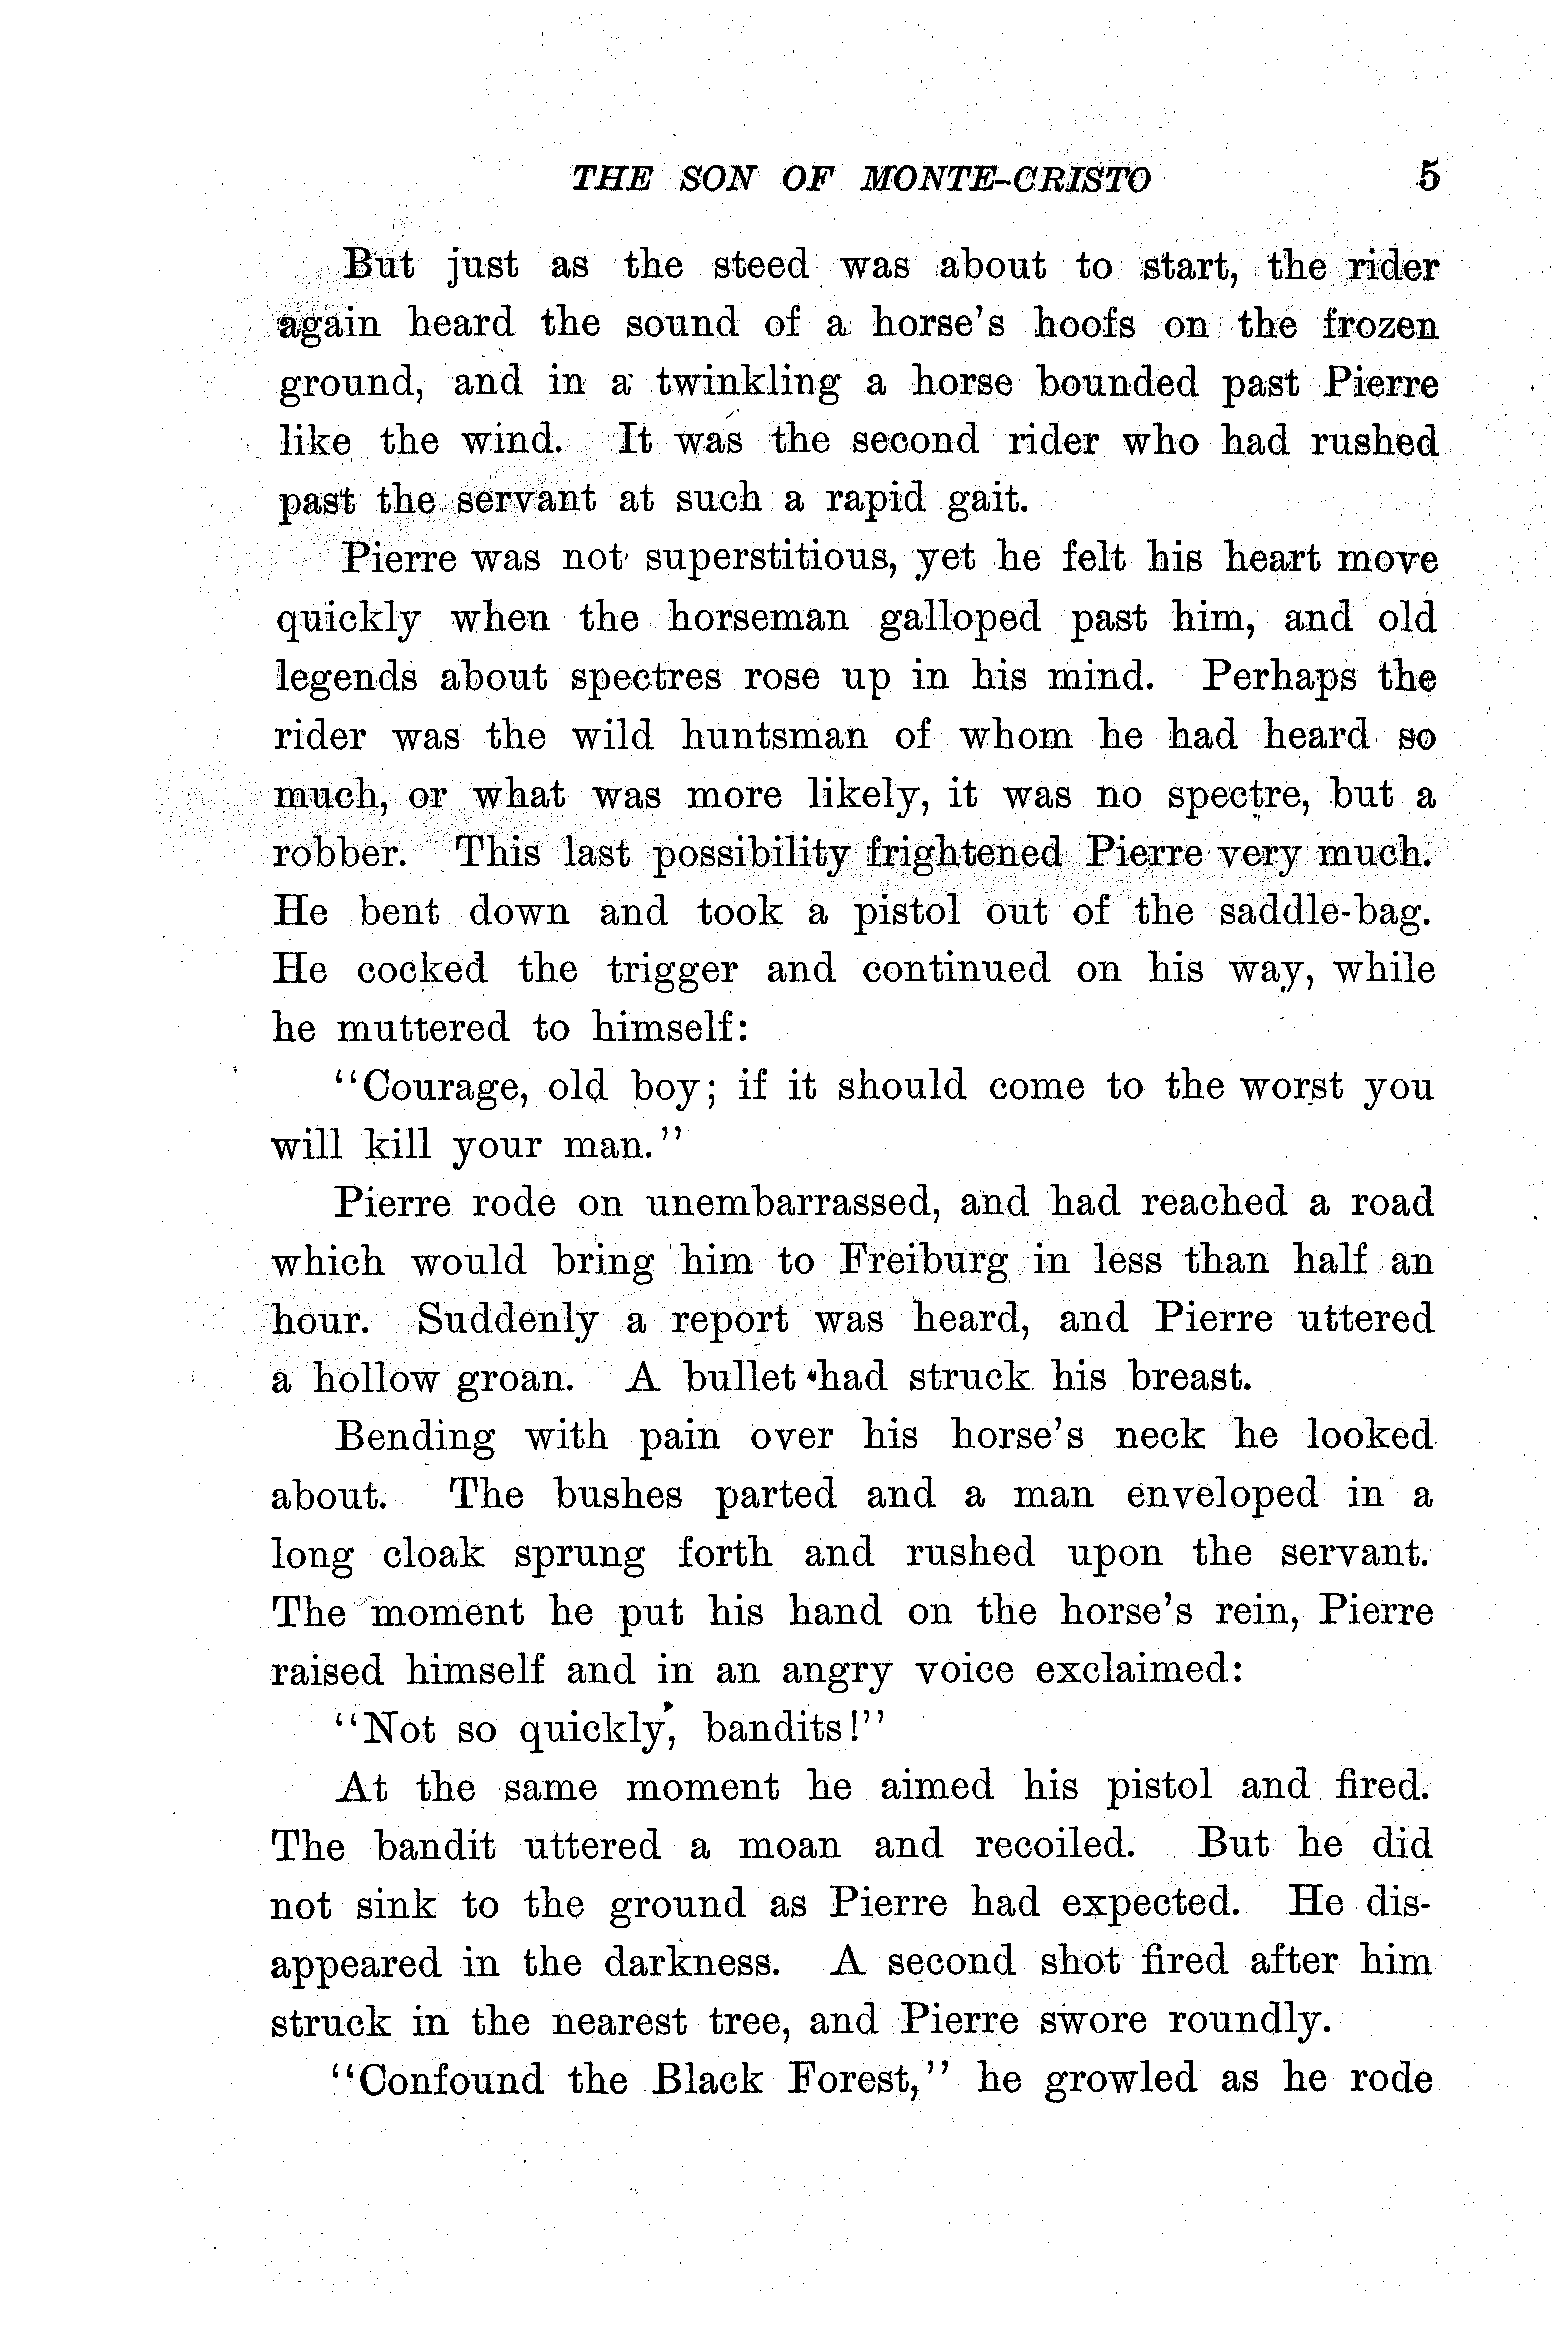 THE SON OF MONTE-CRISTO 5
But just as the steed was about to start, the rider
again heard the sound of a horse's hoofs on the frozen
ground, and in a twinkling a horse bounded past Pierre
like the wind. It was the second rider who had rushed
past the servant at such a rapid gait.
Pierre was not superstitious, yet he felt his heart move
quickly when the horseman galloped past him, and old
legends about spectres rose up in his mind. Perhaps the
rider was the wild huntsman of whom he had heard so
much, or what was more likely, it was no spectre, but a
robber. This last possibility frightened Pierre very much.
He bent down and took a pistol out of the saddle-bag.
He cocked the trigger and continued on his way, while
he muttered to himself:
"Courage, old boy; if it should come to the worst you
will kill your man."
Pierre rode on unembarrassed, and had reached a road
which would bring him to Freiburg in less than half an
hour. Suddenly a report was heard, and Pierre uttered
a hollow groan. A bullet had struck his breast.
Bending with pain over his horse's neck he looked
about. The bushes parted and a man enveloped in a
long cloak sprung forth and rushed upon the servant.
The moment he put his hand on the horse's rein, Pierre
raised himself and in an angry voice exclaimed:
"Not so quickly, bandits!"
At the same moment he aimed his pistol and fired.
The bandit uttered a moan and recoiled. But he did
not sink to the ground as Pierre had expected. He dis-
appeared in the darkness. A second shot fired after him
struck in the nearest tree, and Pierre swore roundly.
"Confound the Black Forest," he growled as he rode